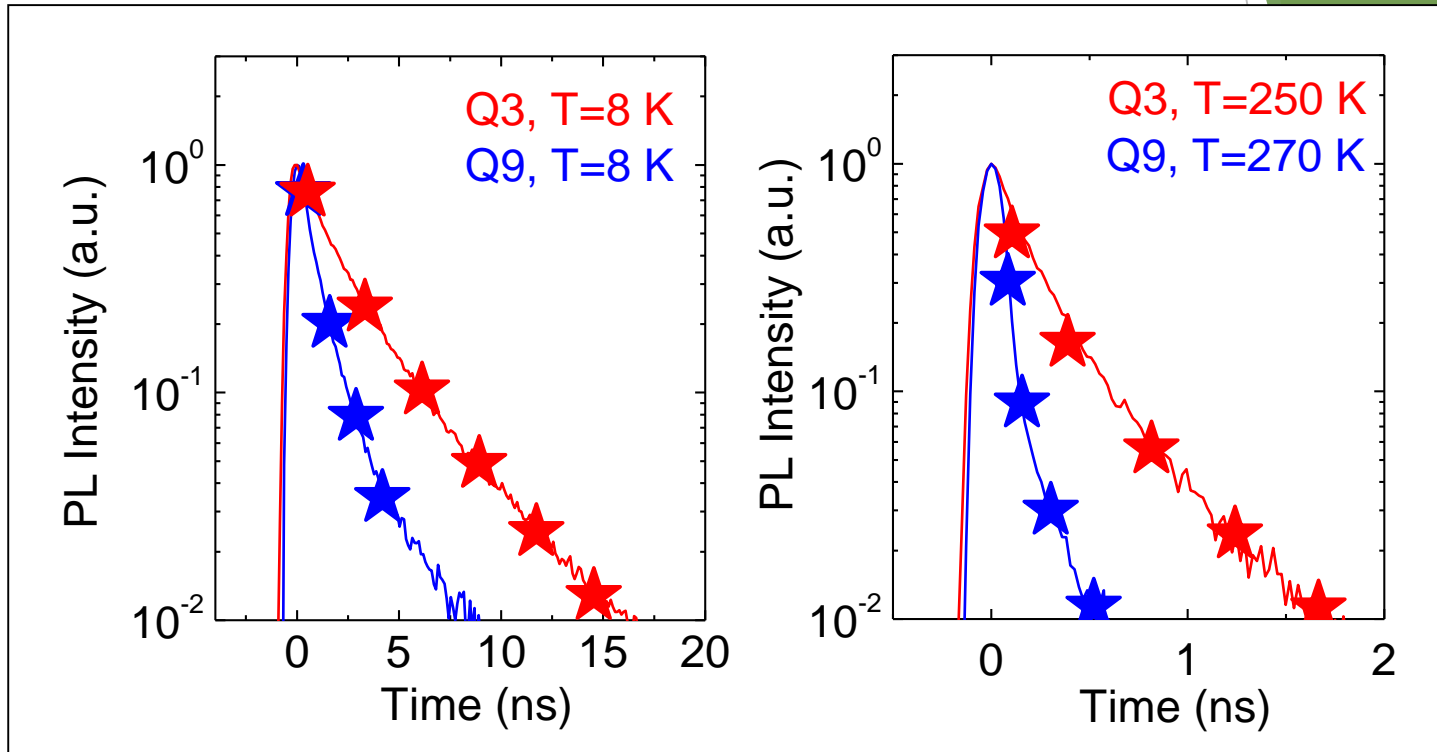 Q3, T=8 K
Q9, T=8 K
10^0
10^-1
10^-2
PL Intensity (a.u.)
0 5 10 15 20
Time (ns)
Q3, T=250 K
Q9, T=270 K
10^0
10^-1
10^-2
PL Intensity (a.u.)
0 1 2
Time (ns)